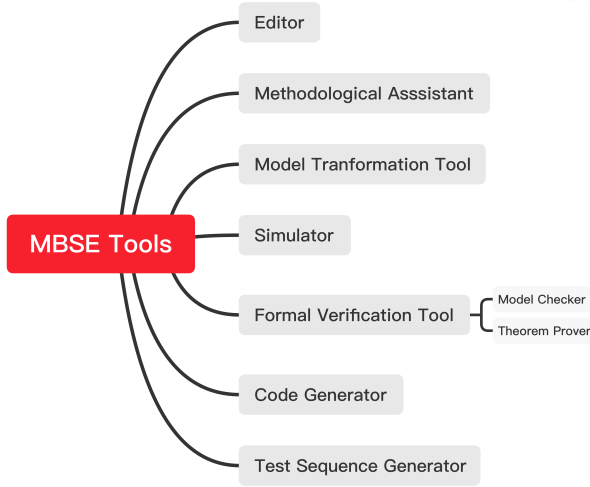 Editor
Methodological Asssistant
Model Tranformation Tool
MBSE Tools
Simulator
Formal Verification Tool
Model Checker
Theorem Prover
Code Generator
Test Sequence Generator